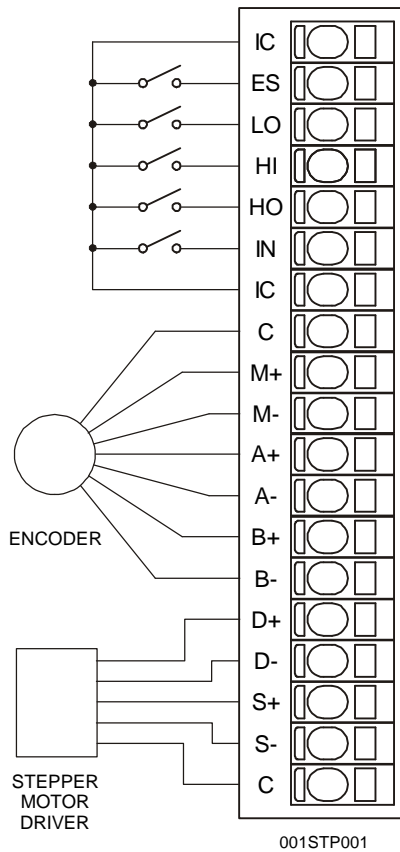 IC
ES
LO
HI
HO
IN
IC
C
M+
M-
A+
A-
B+
B-
D+
D-
S+
S-
C
ENCODER
STEPPER
MOTOR
DRIVER
001STP001